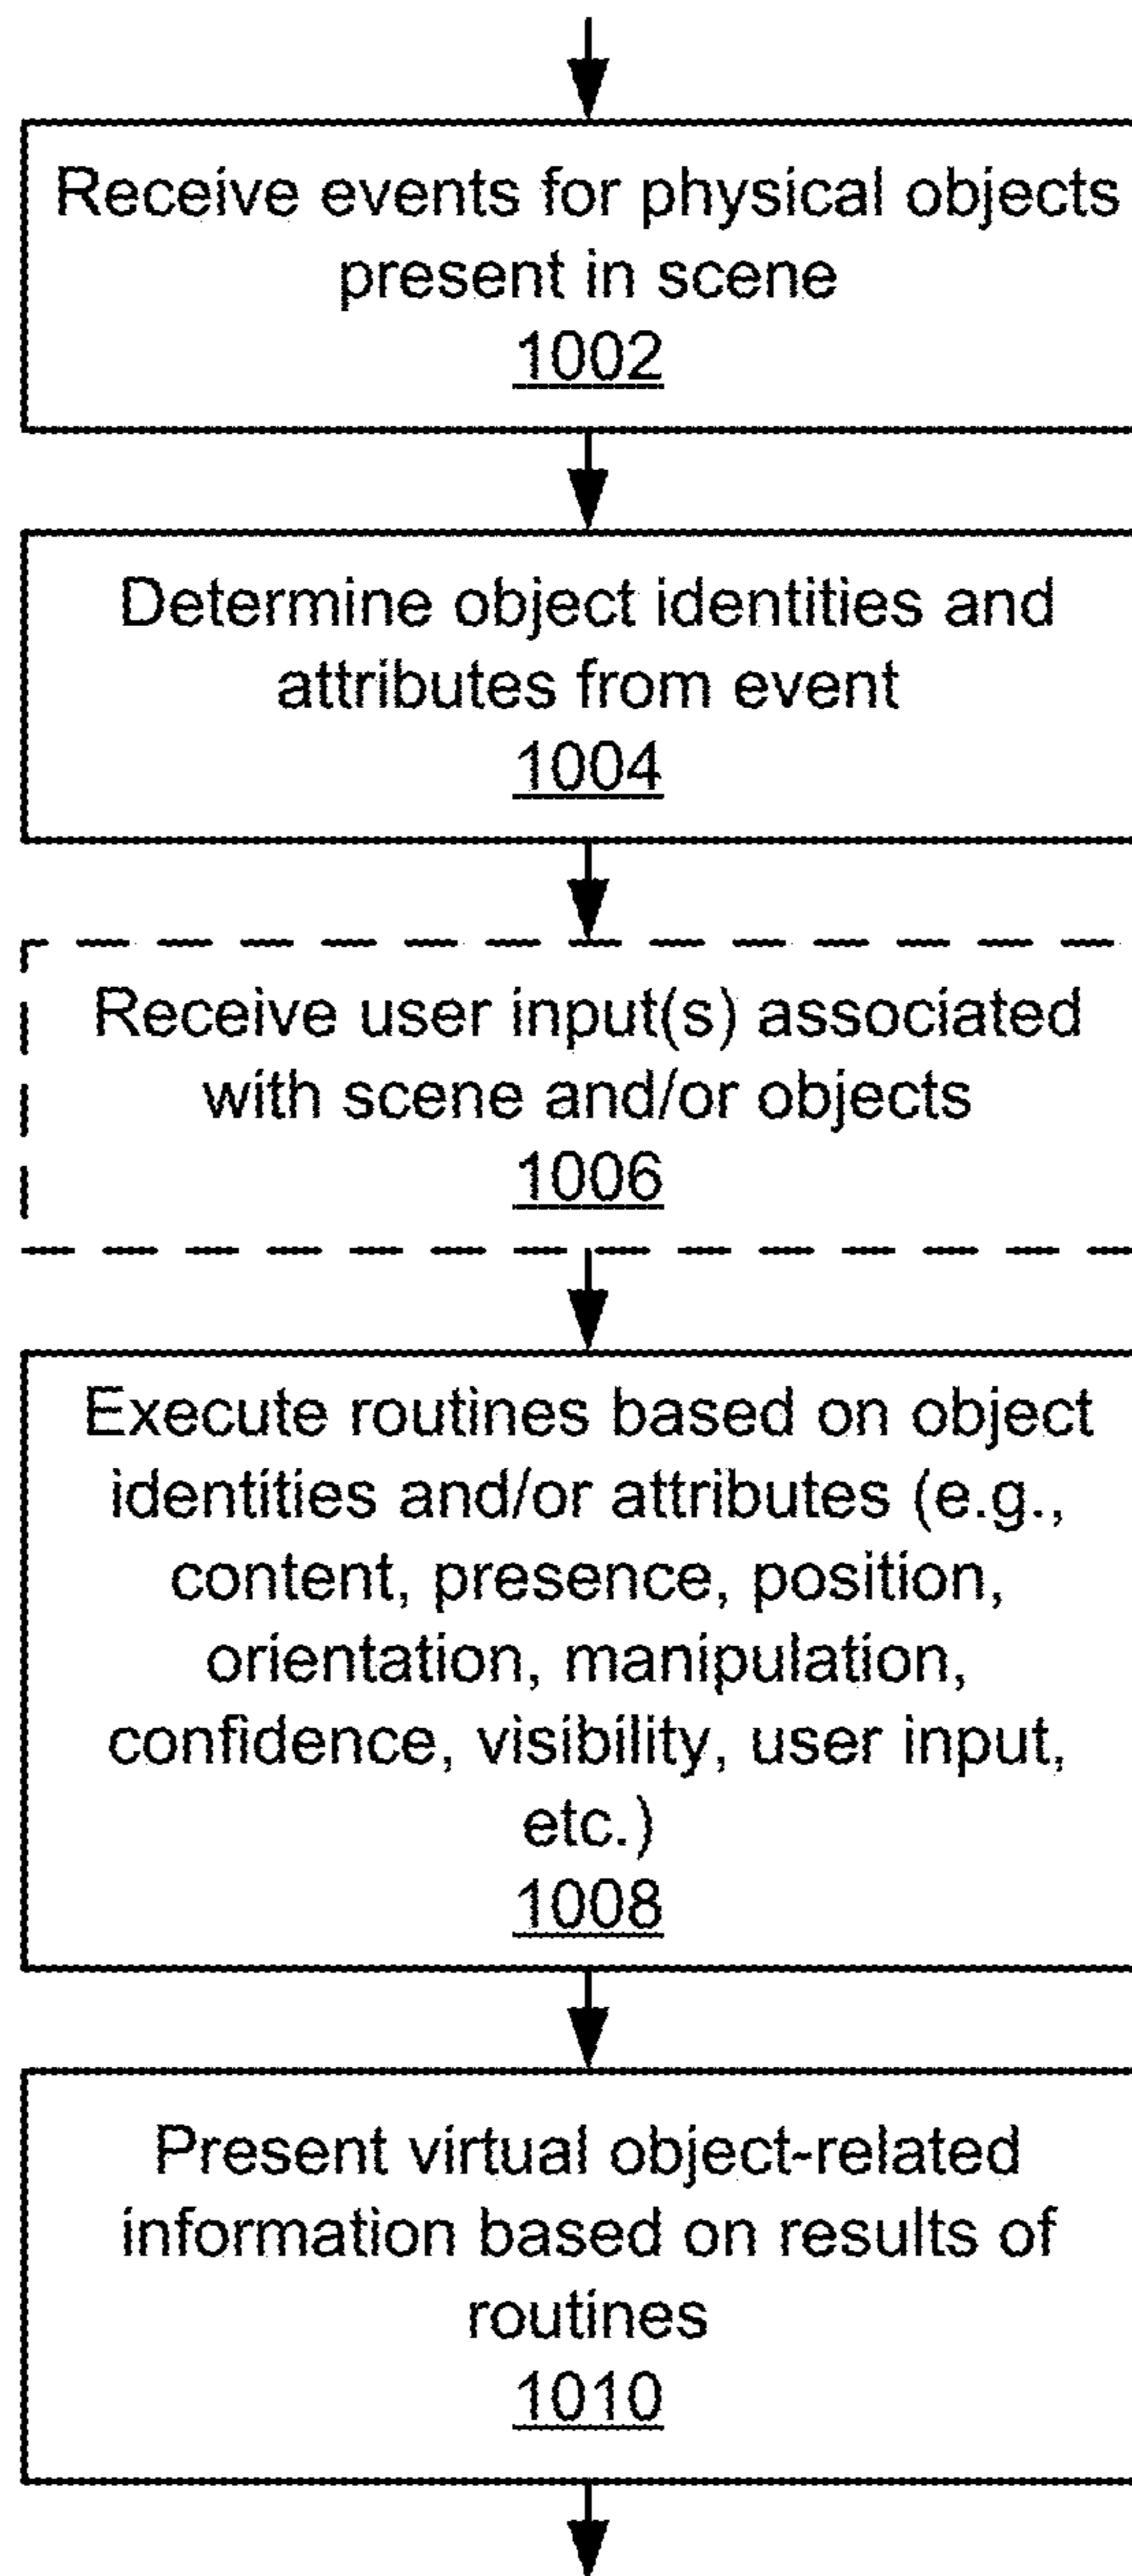 Receive events for physical objects
present in scene
1002
Determine object identities and
attributes from event
1004
Receive user input(s) associated
with scene and/or objects
1006
Execute routines based on object
identities and/or attributes (e.g.,
content, presence, position,
orientation, manipulation,
confidence, visibility, user input,
etc.)
1008
Present virtual object-related
information based on results of
routines
1010